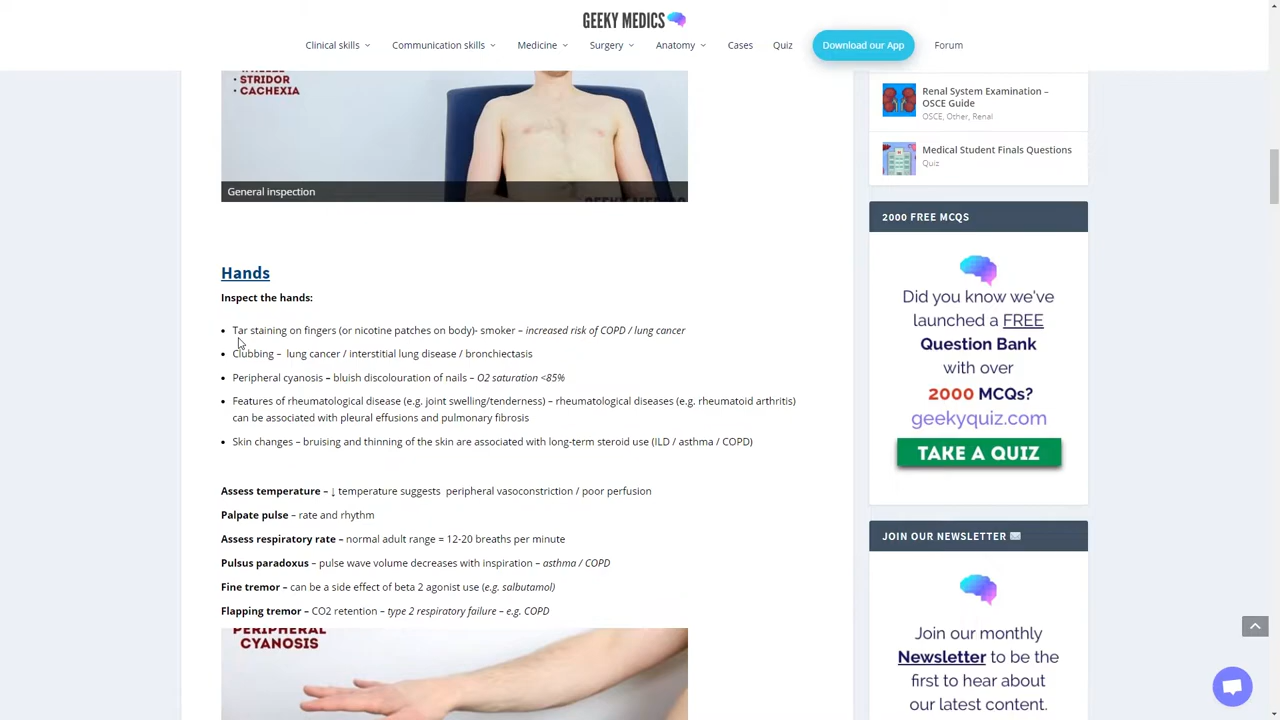 GEEKY MEDICS
Clinical skills
Communication skills
Medicine
Surgery
Anatomy
Cases
Quiz
Download our App
Forum
• STRIDOR
• CACHEXIA
General inspection
Hands
Inspect the hands:
• Tar staining on fingers (or nicotine patches on body)- smoker – increased risk of COPD / lung cancer
• Clubbing – lung cancer / interstitial lung disease / bronchiectasis
• Peripheral cyanosis – bluish discolouration of nails – O2 saturation <85%
• Features of rheumatological disease (e.g. joint swelling/tenderness) – rheumatological diseases (e.g. rheumatoid arthritis)
can be associated with pleural effusions and pulmonary fibrosis
• Skin changes – bruising and thinning of the skin are associated with long-term steroid use (ILD / asthma / COPD)
Assess temperature – ↓ temperature suggests peripheral vasoconstriction / poor perfusion
Palpate pulse – rate and rhythm
Assess respiratory rate – normal adult range = 12-20 breaths per minute
Pulsus paradoxus – pulse wave volume decreases with inspiration – asthma / COPD
Fine tremor – can be a side effect of beta 2 agonist use (e.g. salbutamol)
Flapping tremor – CO2 retention – type 2 respiratory failure – e.g. COPD
PERIPHERAL
CYANOSIS
Renal System Examination –
OSCE Guide
OSCE, Other, Renal
Medical Student Finals Questions
Quiz
2000 FREE MCQS
Did you know we've
launched a FREE
Question Bank
with over
2000 MCQs?
geekyquiz.com
TAKE A QUIZ
JOIN OUR NEWSLETTER
Join our monthly
Newsletter to be the
first to hear about
our latest content.